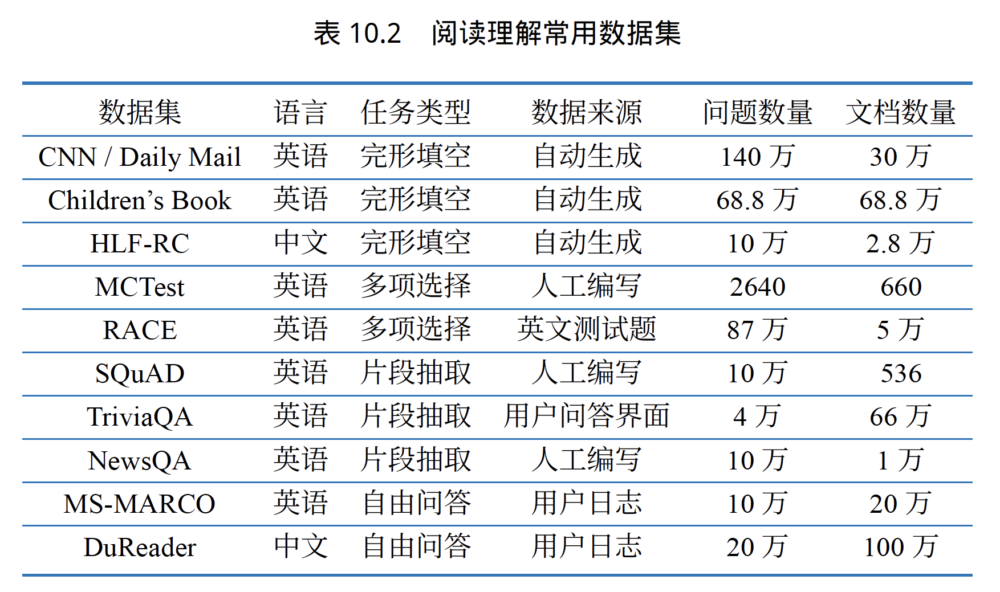 表 10.2 阅读理解常用数据集
数据集 语言 任务类型 数据来源 问题数量 文档数量
CNN / Daily Mail 英语 完形填空 自动生成 140 万 30 万
Children’s Book 英语 完形填空 自动生成 68.8 万 68.8 万
HLF-RC 中文 完形填空 自动生成 10 万 2.8 万
MCTest 英语 多项选择 人工编写 2640 660
RACE 英语 多项选择 英文测试题 87 万 5 万
SQuAD 英语 片段抽取 人工编写 10 万 536
TriviaQA 英语 片段抽取 用户问答界面 4 万 66 万
NewsQA 英语 片段抽取 人工编写 10 万 1 万
MS-MARCO 英语 自由问答 用户日志 10 万 20 万
DuReader 中文 自由问答 用户日志 20 万 100 万